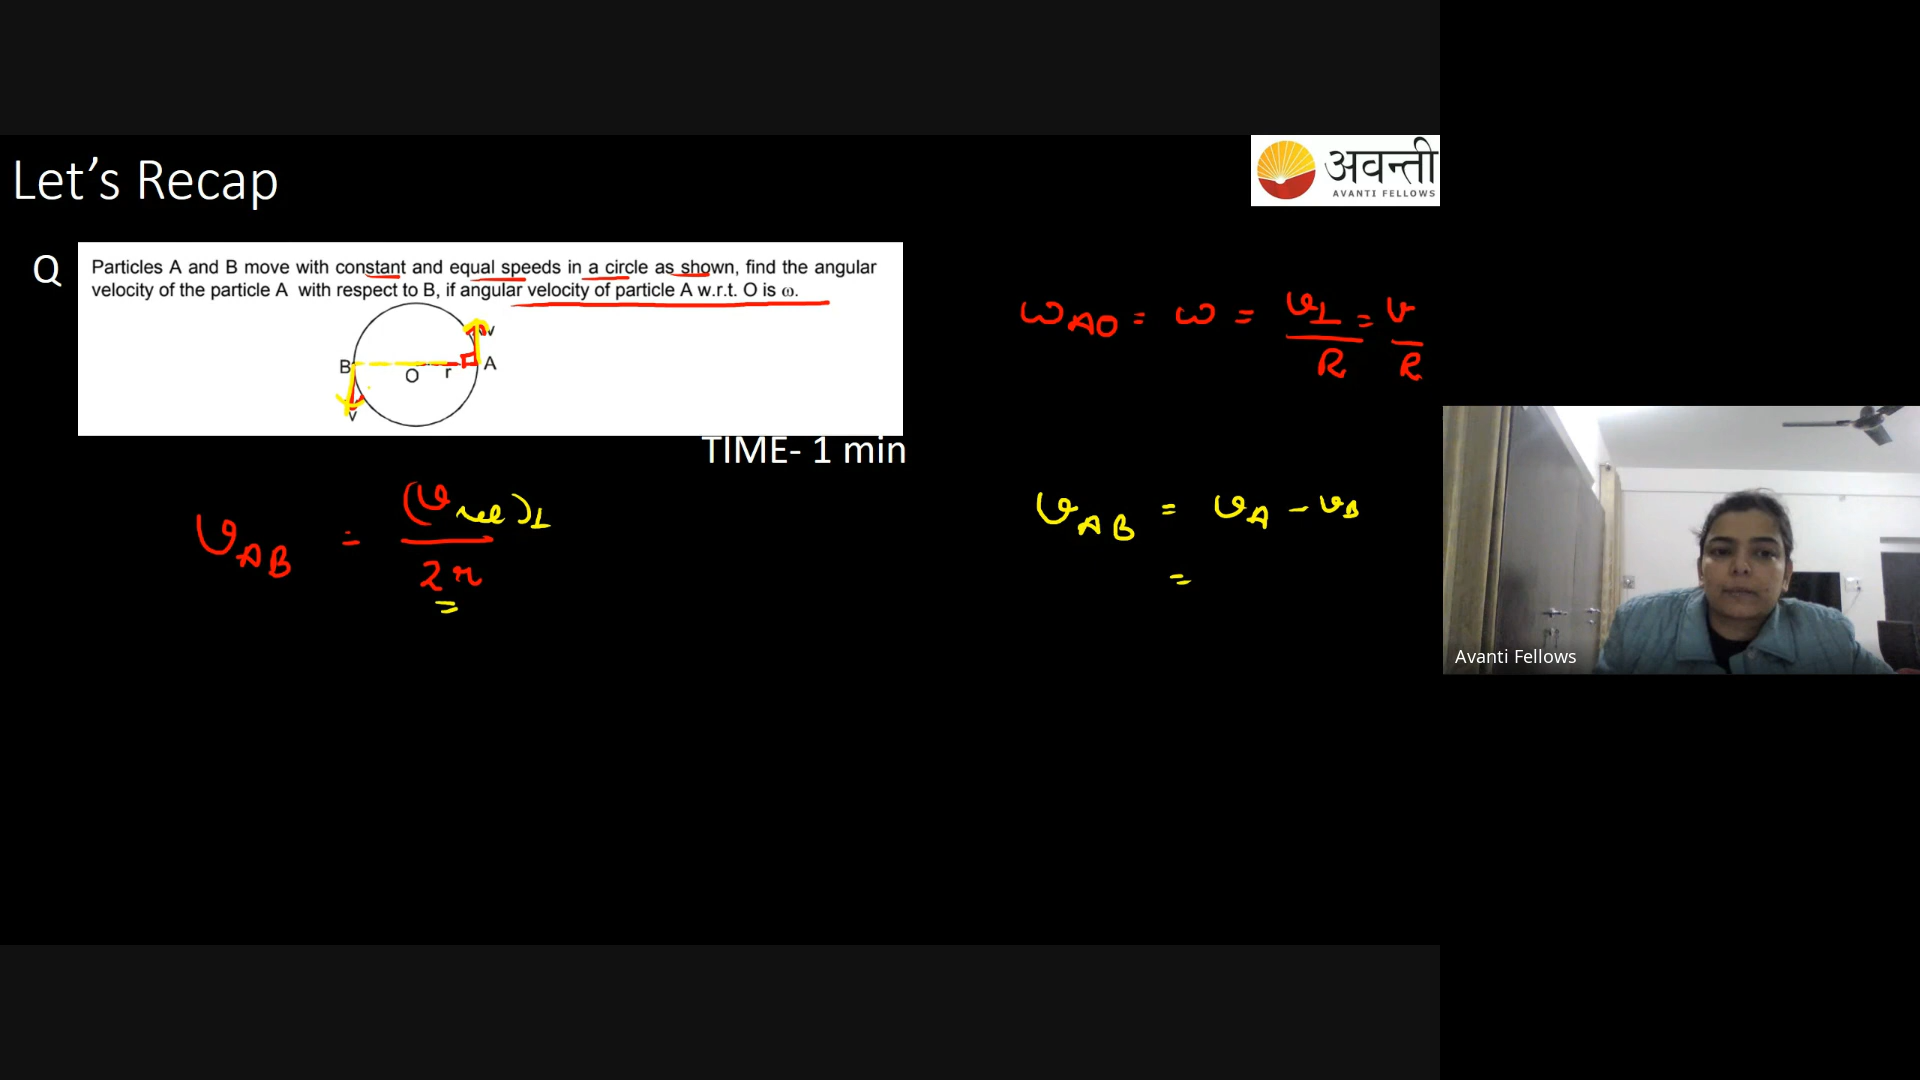 Let's Recap
अवन्ती
AVANTI FELLOWS
Q
Particles A and B move with constant and equal speeds in a circle as shown, find the angular
velocity of the particle A with respect to B, if angular velocity of particle A w.r.t. O is ω.
v
B
O
r
A
v
TIME- 1 min
ω_AO = ω = v⊥/R = v/R
v_AB = (v_rel)⊥/2r
v_AB = v_A - v_B
=
Avanti Fellows